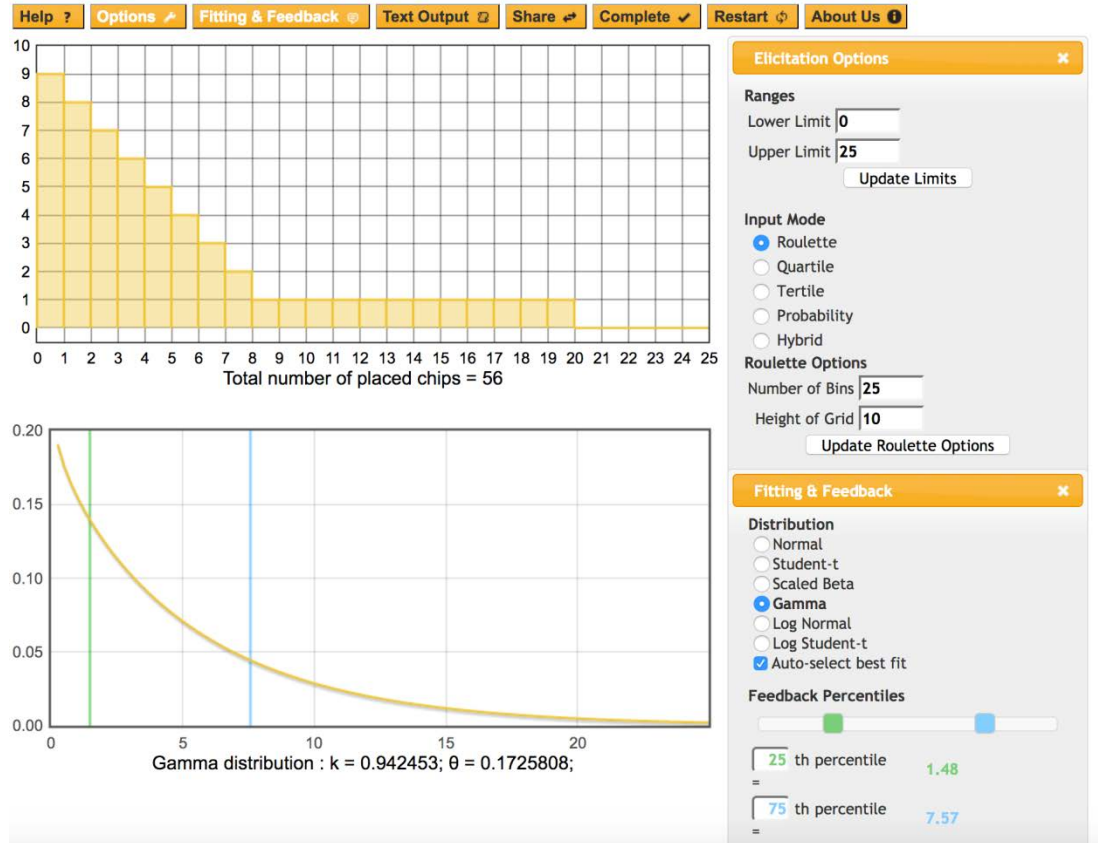 Help ? Options Fitting & Feedback Text Output Share Complete Restart About Us
10
9
8
7
6
5
4
3
2
1
0
0 1 2 3 4 5 6 7 8 9 10 11 12 13 14 15 16 17 18 19 20 21 22 23 24 25
Total number of placed chips = 56
0.20
0.15
0.10
0.05
0.00
0 5 10 15 20
Gamma distribution : k = 0.942453; θ = 0.1725808;
Elicitation Options
Ranges
Lower Limit 0
Upper Limit 25
Update Limits
Input Mode
Roulette
Quartile
Tertile
Probability
Hybrid
Roulette Options
Number of Bins 25
Height of Grid 10
Update Roulette Options
Fitting & Feedback
Distribution
Normal
Student-t
Scaled Beta
Gamma
Log Normal
Log Student-t
Auto-select best fit
Feedback Percentiles
25 th percentile 1.48
=
75 th percentile 7.57
=